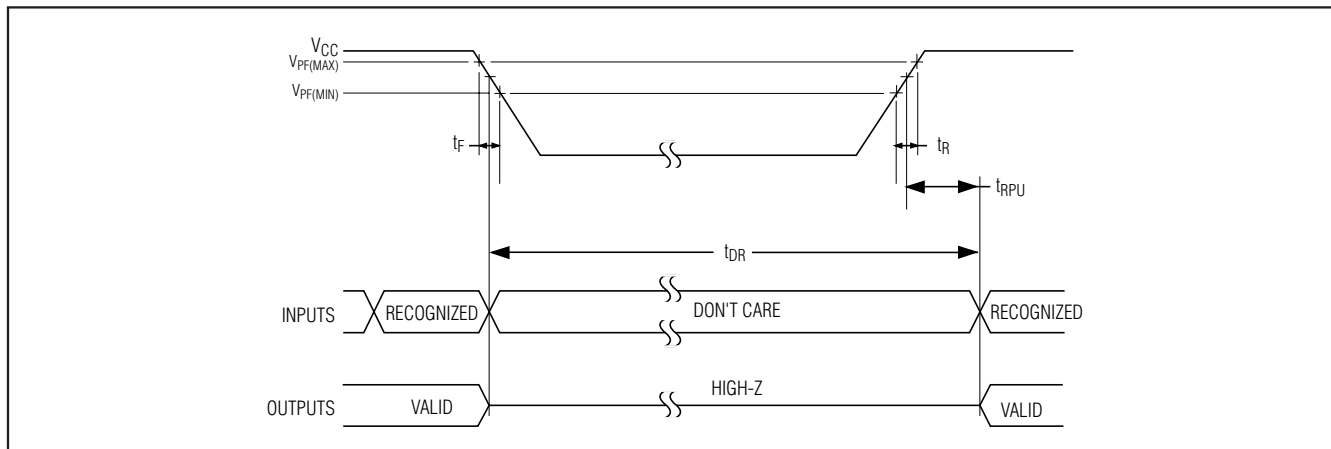 VCC
VPF(MAX)
VPF(MIN)
tF
tR
tRPU
tDR
INPUTS RECOGNIZED DON'T CARE RECOGNIZED
OUTPUTS VALID HIGH-Z VALID